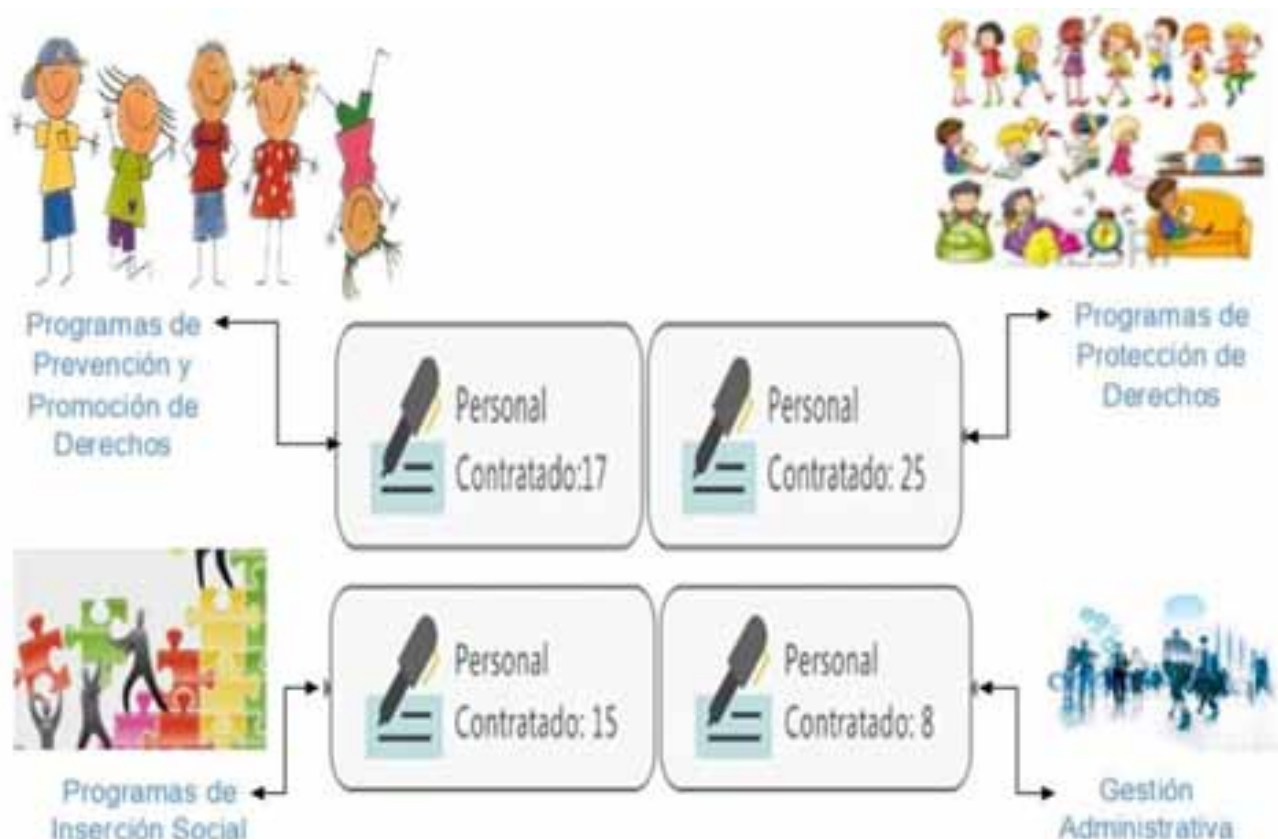 Programas de
Prevención y
Promoción de
Derechos
Personal
Contratado:17
Personal
Contratado: 25
Programas de
Protección de
Derechos
Personal
Contratado: 15
Personal
Contratado: 8
Programas de
Inserción Social
Gestión
Administrativa